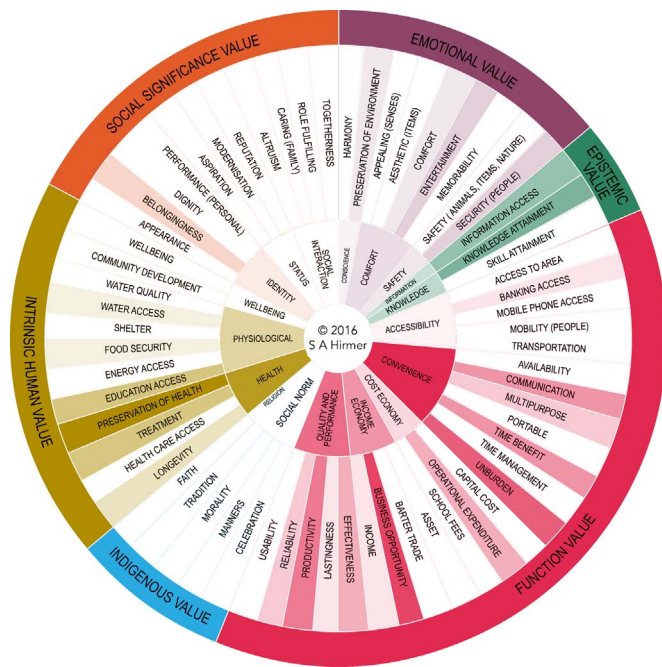 SOCIAL SIGNIFICANCE VALUE
EMOTIONAL VALUE
EPISTEMIC
VALUE
FUNCTION VALUE
INDIGENOUS VALUE
INTRINSIC HUMAN VALUE
HARMONY
PRESERVATION OF ENVIRONMENT
APPEALING (SENSES)
AESTHETIC (ITEMS)
COMFORT
ENTERTAINMENT
MEMORABILITY
SAFETY (ANIMALS, ITEMS, NATURE)
SECURITY (PEOPLE)
INFORMATION ACCESS
KNOWLEDGE ATTAINMENT
SKILL ATTAINMENT
ACCESS TO AREA
BANKING ACCESS
MOBILE PHONE ACCESS
MOBILITY (PEOPLE)
TRANSPORTATION
AVAILABILITY
COMMUNICATION
MULTIPURPOSE
PORTABLE
TIME BENEFIT
TIME MANAGEMENT
UNBURDEN
CAPITAL COST
OPERATIONAL EXPENDITURE
SCHOOL FEES
ASSET
BARTER TRADE
BUSINESS OPPORTUNITY
INCOME
EFFECTIVENESS
LASTINGNESS
PRODUCTIVITY
RELIABILITY
USABILITY
CELEBRATION
MANNERS
MORALITY
TRADITION
FAITH
LONGEVITY
HEALTH CARE ACCESS
TREATMENT
PRESERVATION OF HEALTH
EDUCATION ACCESS
ENERGY ACCESS
FOOD SECURITY
SHELTER
WATER ACCESS
WATER QUALITY
COMMUNITY DEVELOPMENT
WELLBEING
APPEARANCE
BELONGINGNESS
DIGNITY
PERFORMANCE (PERSONAL)
ASPIRATION
MODERNISATION
REPUTATION
ALTRUISM
CARING (FAMILY)
ROLE FULFILLING
TOGETHERNESS
CONSCIENCE
COMFORT
SAFETY
INFORMATION
KNOWLEDGE
ACCESSIBILITY
CONVENIENCE
COST ECONOMY
INCOME
ECONOMY
QUALITY AND
PERFORMANCE
SOCIAL NORM
RELIGION
HEALTH
PHYSIOLOGICAL
WELLBEING
IDENTITY
STATUS
SOCIAL
INTERACTION
© 2016
S A Hirmer